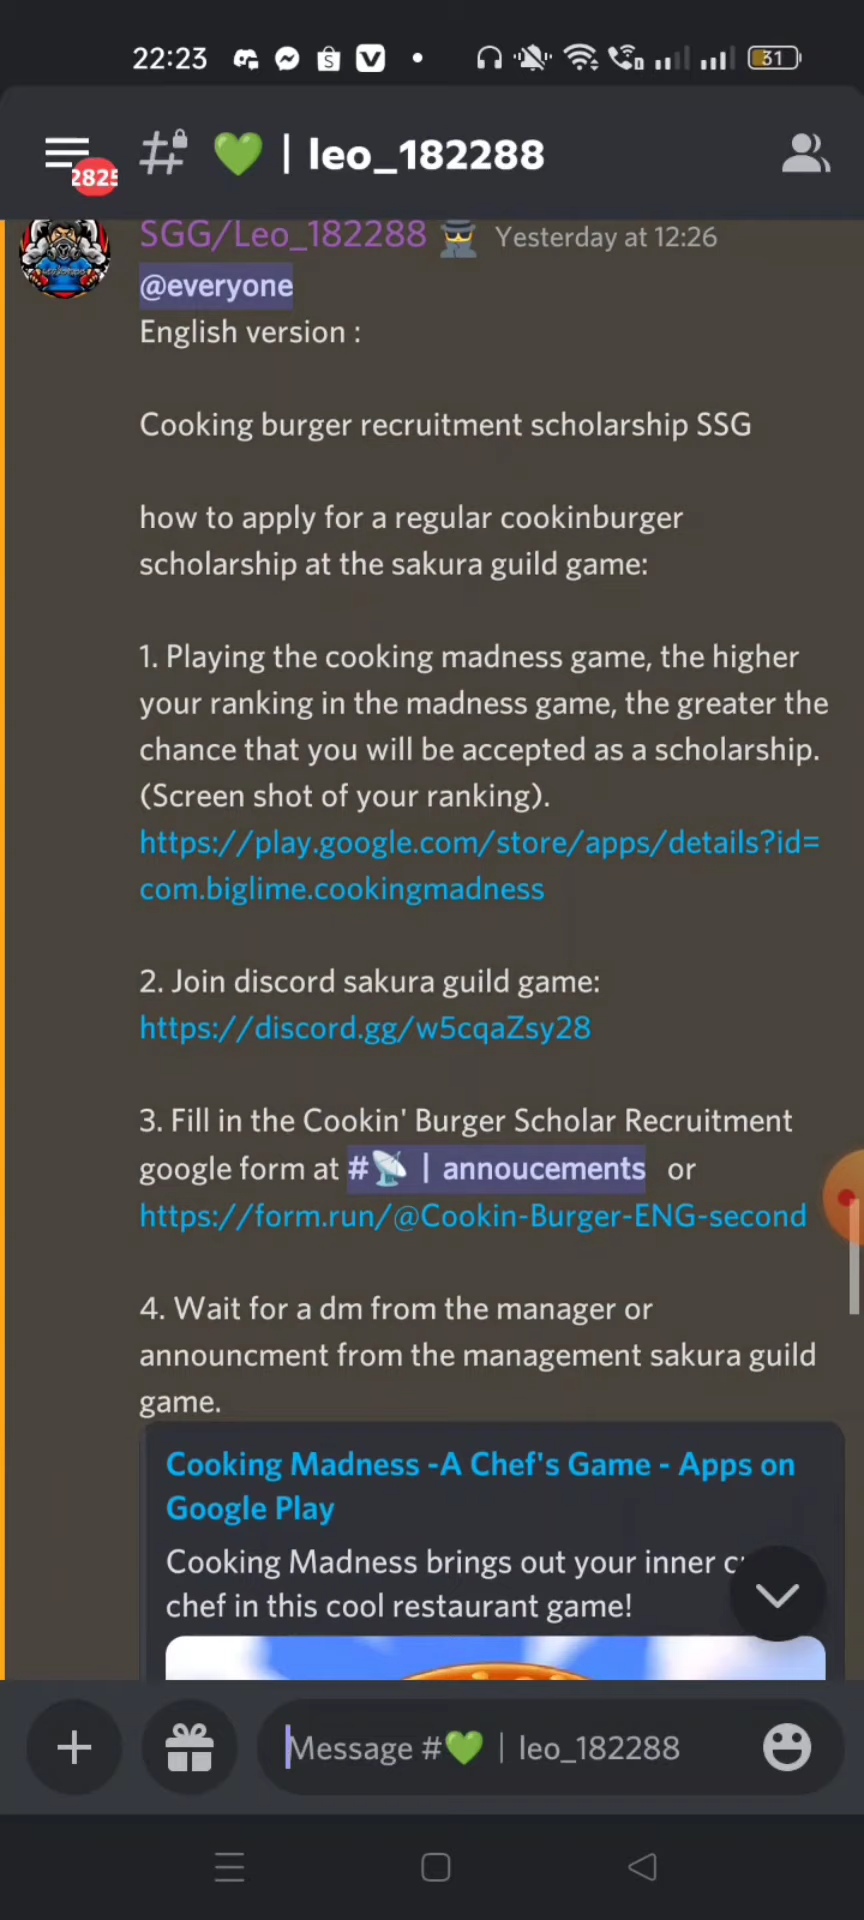 22:23
31
2825
# 💚 | leo_182288
SGG/Leo_182288 Yesterday at 12:26
@everyone
English version :
Cooking burger recruitment scholarship SSG
how to apply for a regular cookinburger
scholarship at the sakura guild game:
1. Playing the cooking madness game, the higher
your ranking in the madness game, the greater the
chance that you will be accepted as a scholarship.
(Screen shot of your ranking).
https://play.google.com/store/apps/details?id=
com.biglime.cookingmadness
2. Join discord sakura guild game:
https://discord.gg/w5cqaZsy28
3. Fill in the Cookin' Burger Scholar Recruitment
google form at #📡 | annoucements or
https://form.run/@Cookin-Burger-ENG-second
4. Wait for a dm from the manager or
announcment from the management sakura guild
game.
Cooking Madness -A Chef's Game - Apps on
Google Play
Cooking Madness brings out your inner
chef in this cool restaurant game!
Message #💚 | leo_182288